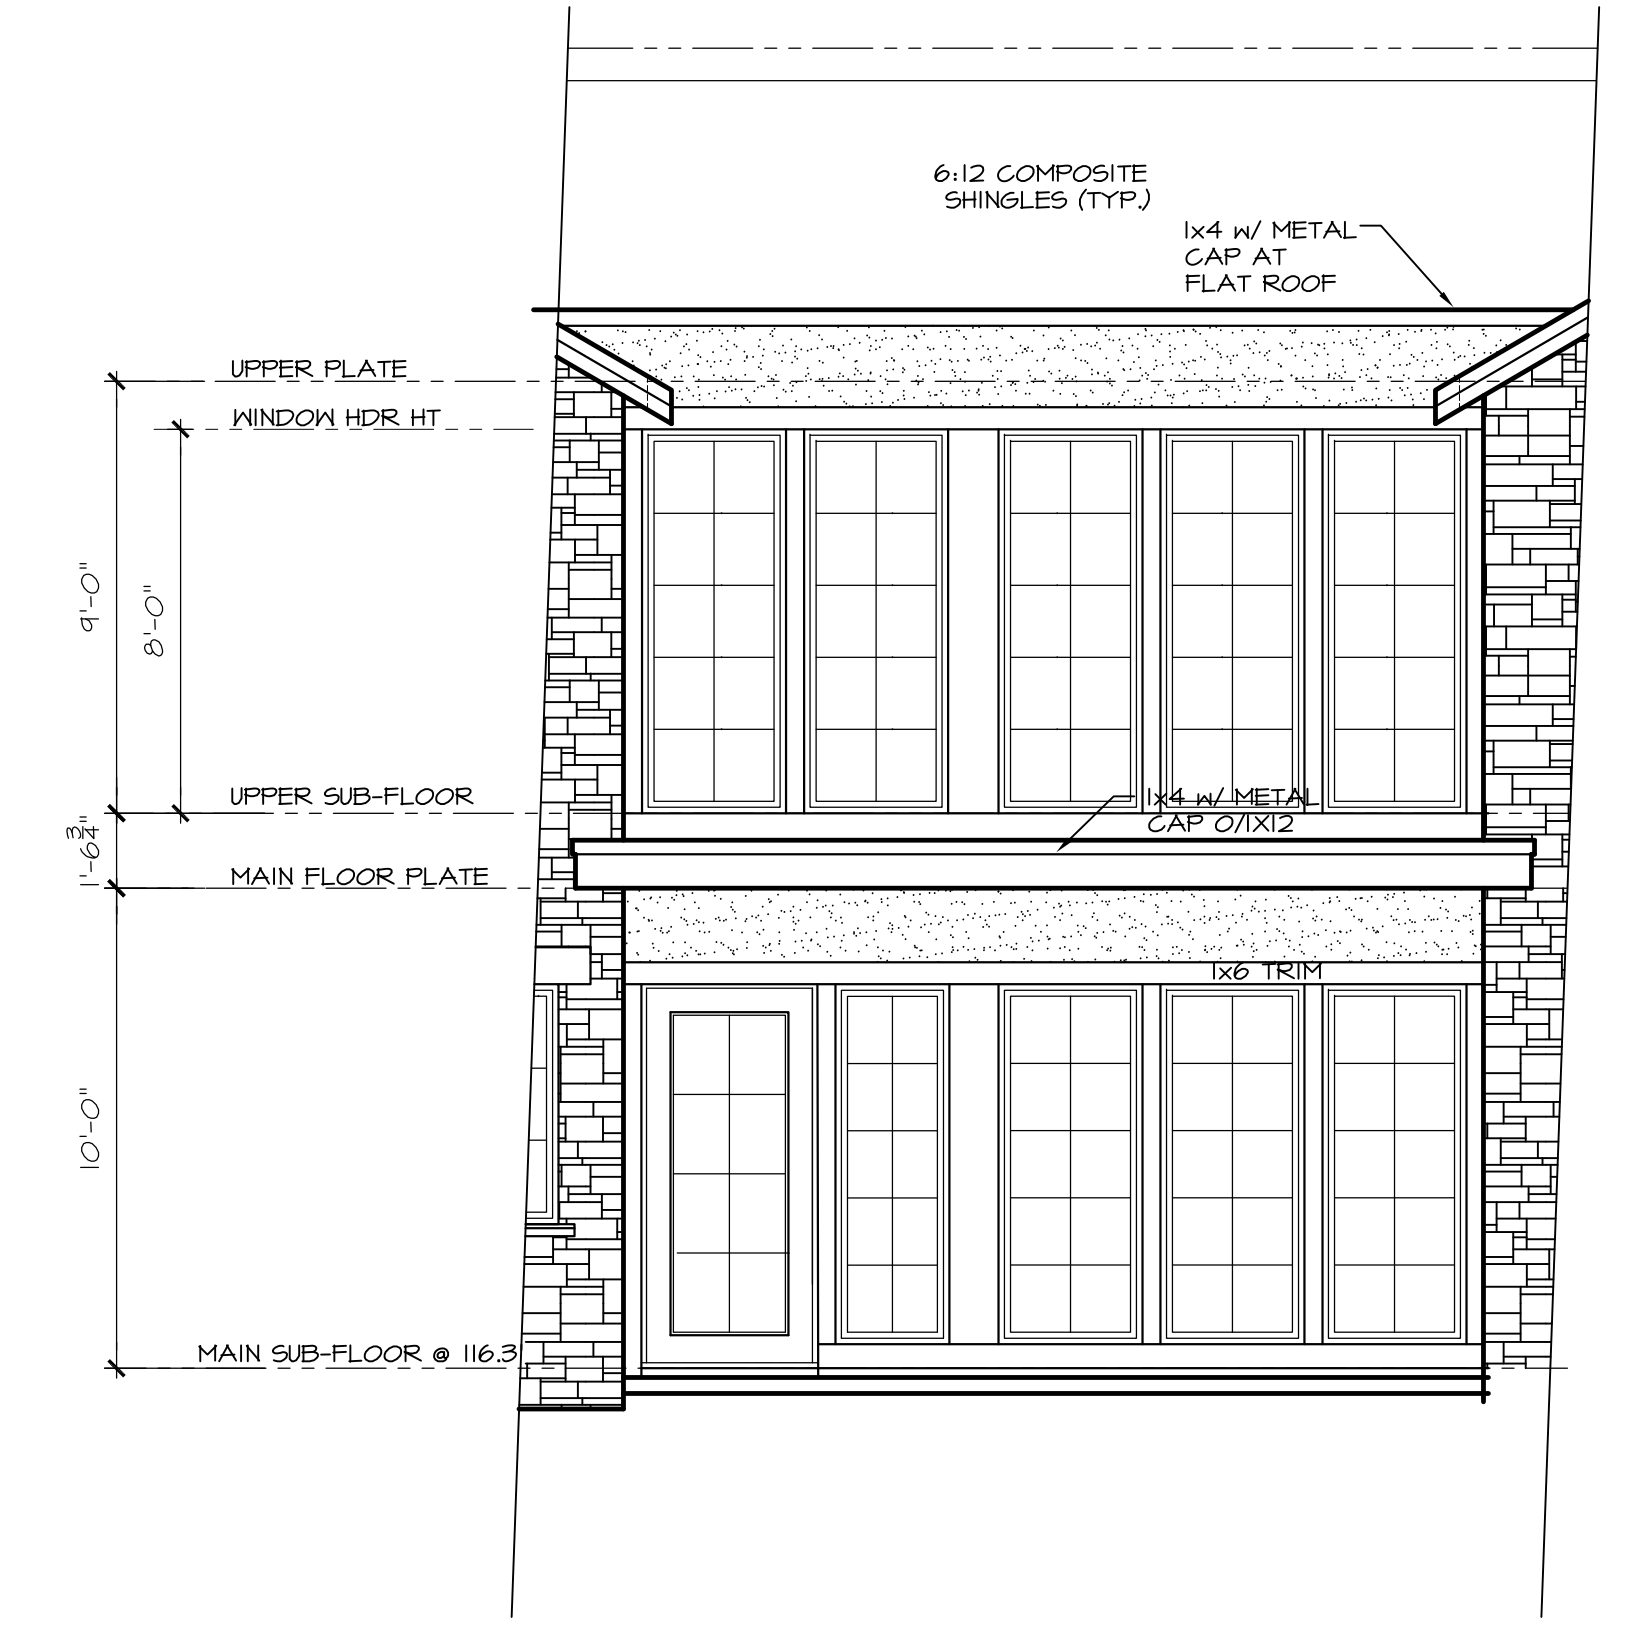 6:12 COMPOSITE
SHINGLES (TYP.)
1x4 w/ METAL
CAP AT
FLAT ROOF
UPPER PLATE
WINDOW HDR HT
9'-0"
8'-0"
UPPER SUB-FLOOR
1x4 w/ METAL
CAP O/1X12
1'-6 3/4"
MAIN FLOOR PLATE
1x6 TRIM
10'-0"
MAIN SUB-FLOOR @ 116.3